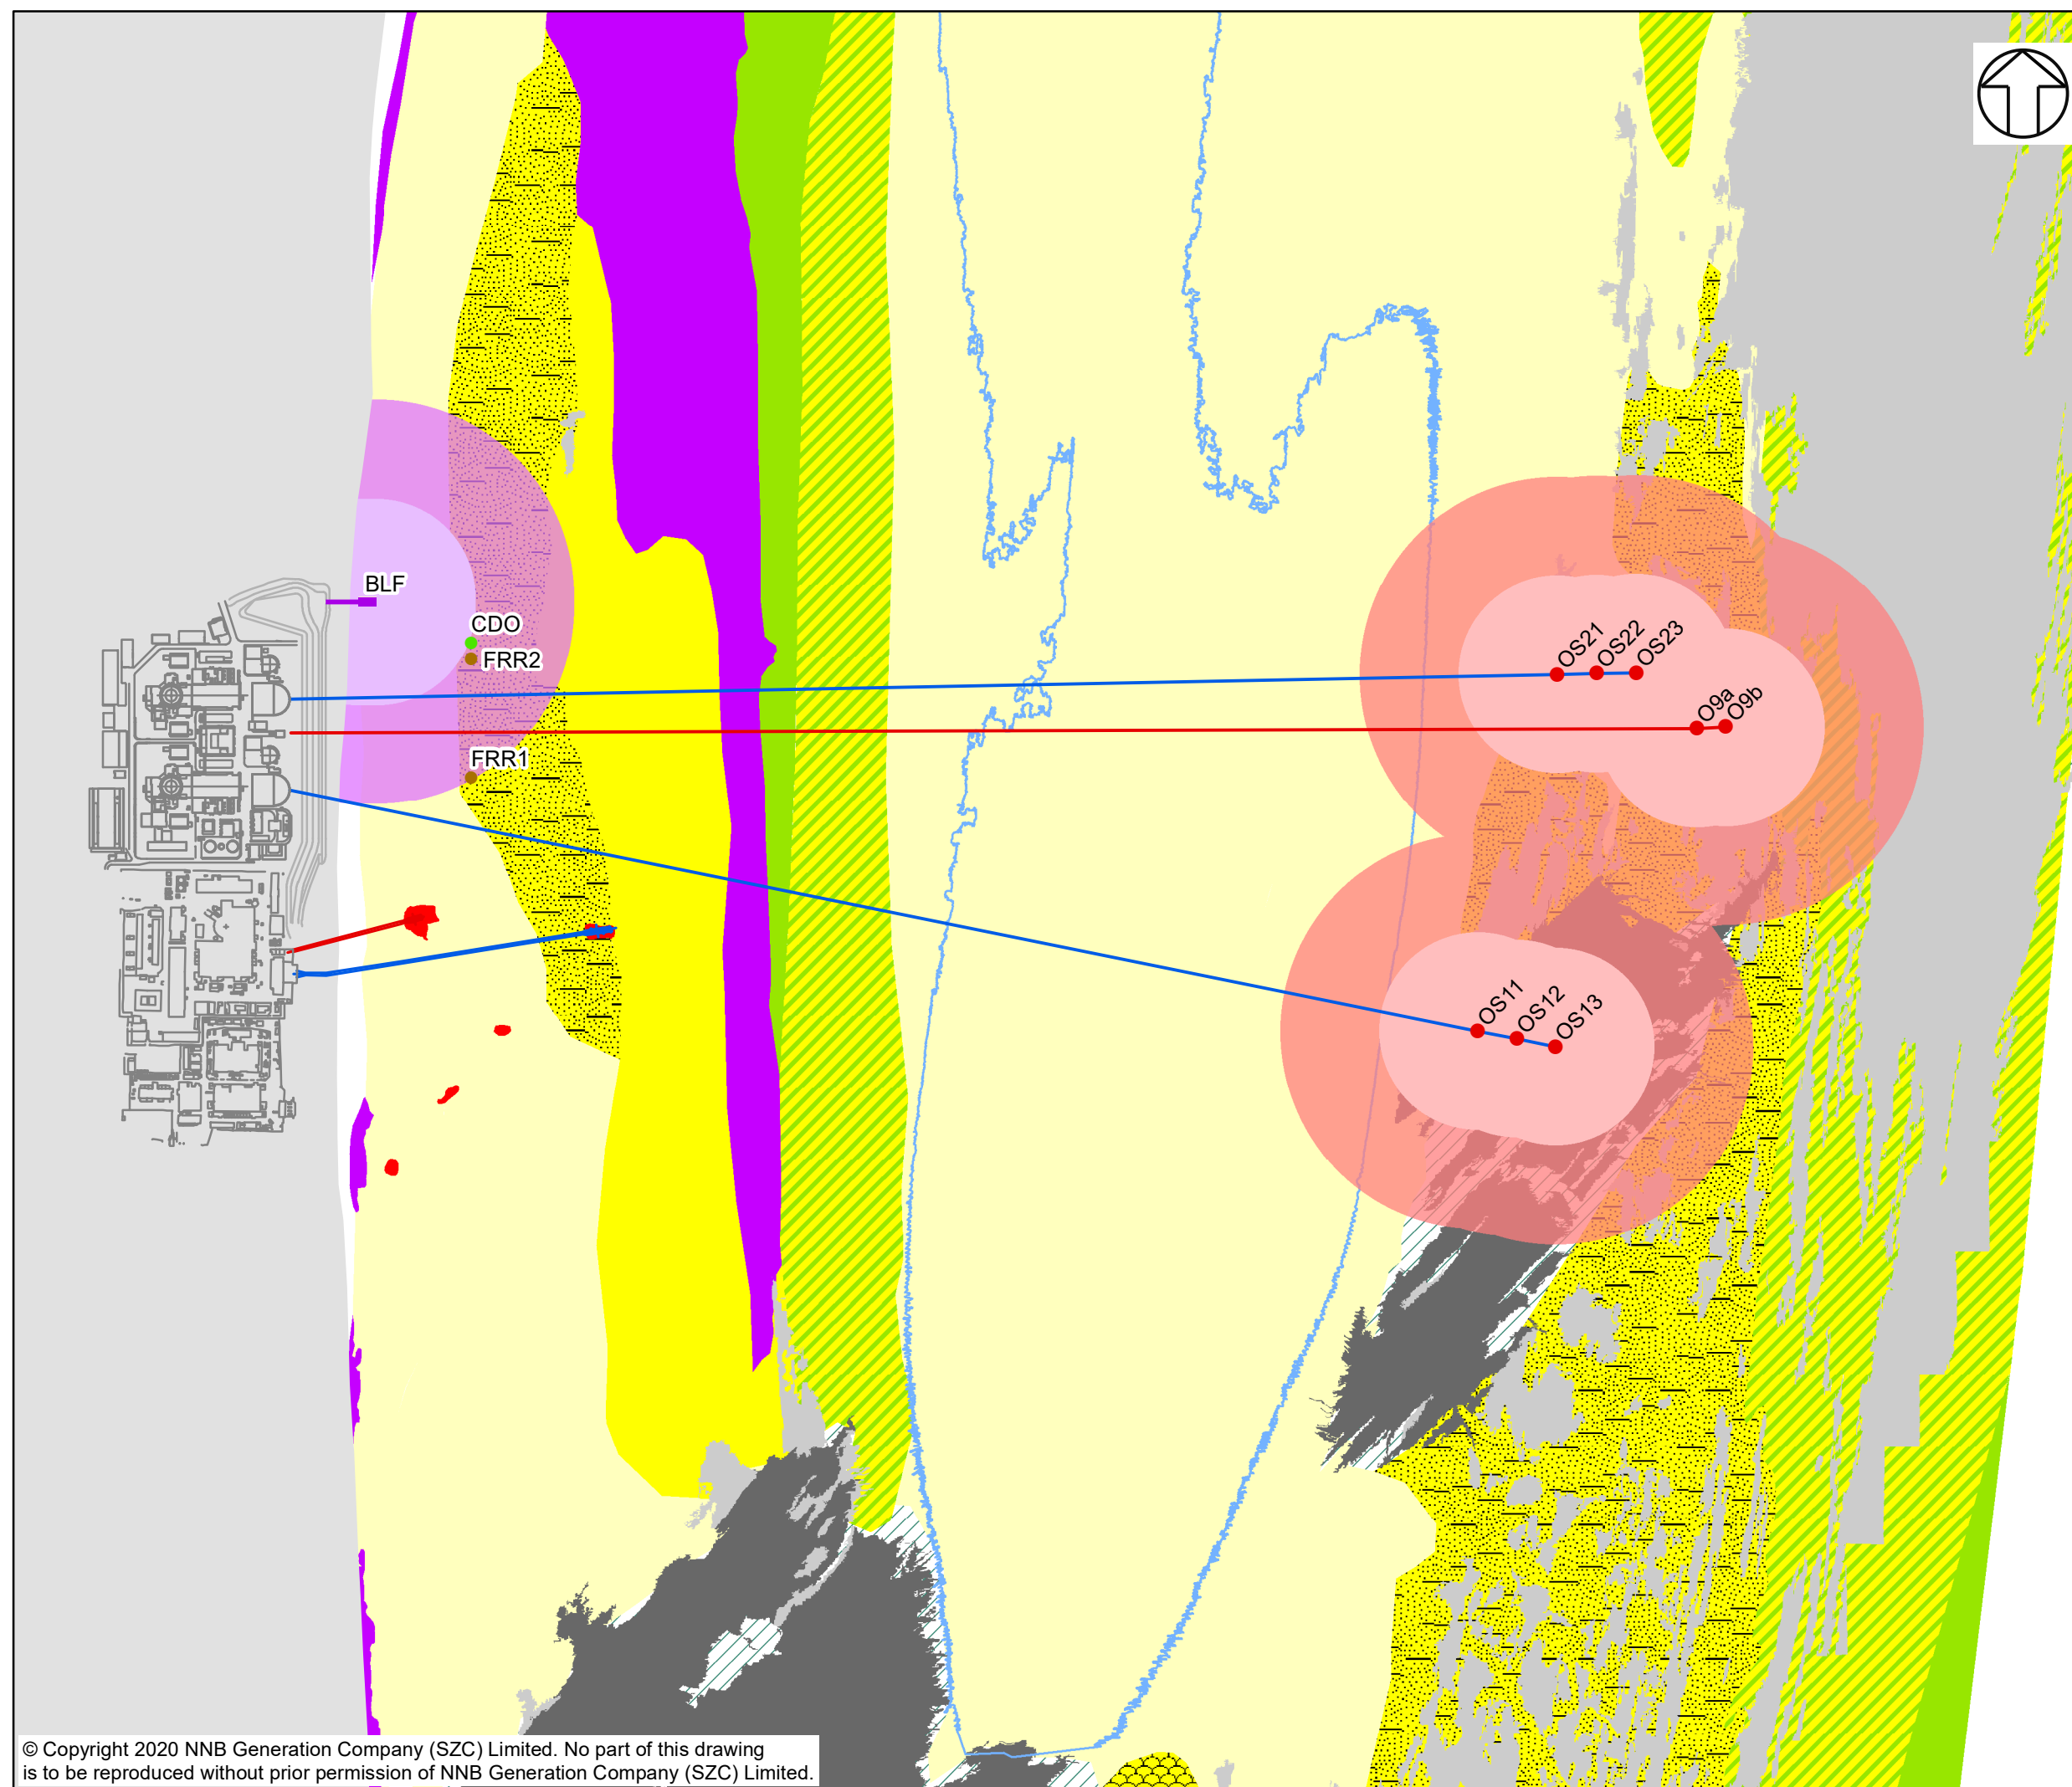 BLF
CDO
FRR2
OS21
OS22
OS23
O9a
O9b
FRR1
OS11
OS12
OS13
© Copyright 2020 NNB Generation Company (SZC) Limited. No part of this drawing
is to be reproduced without prior permission of NNB Generation Company (SZC) Limited.